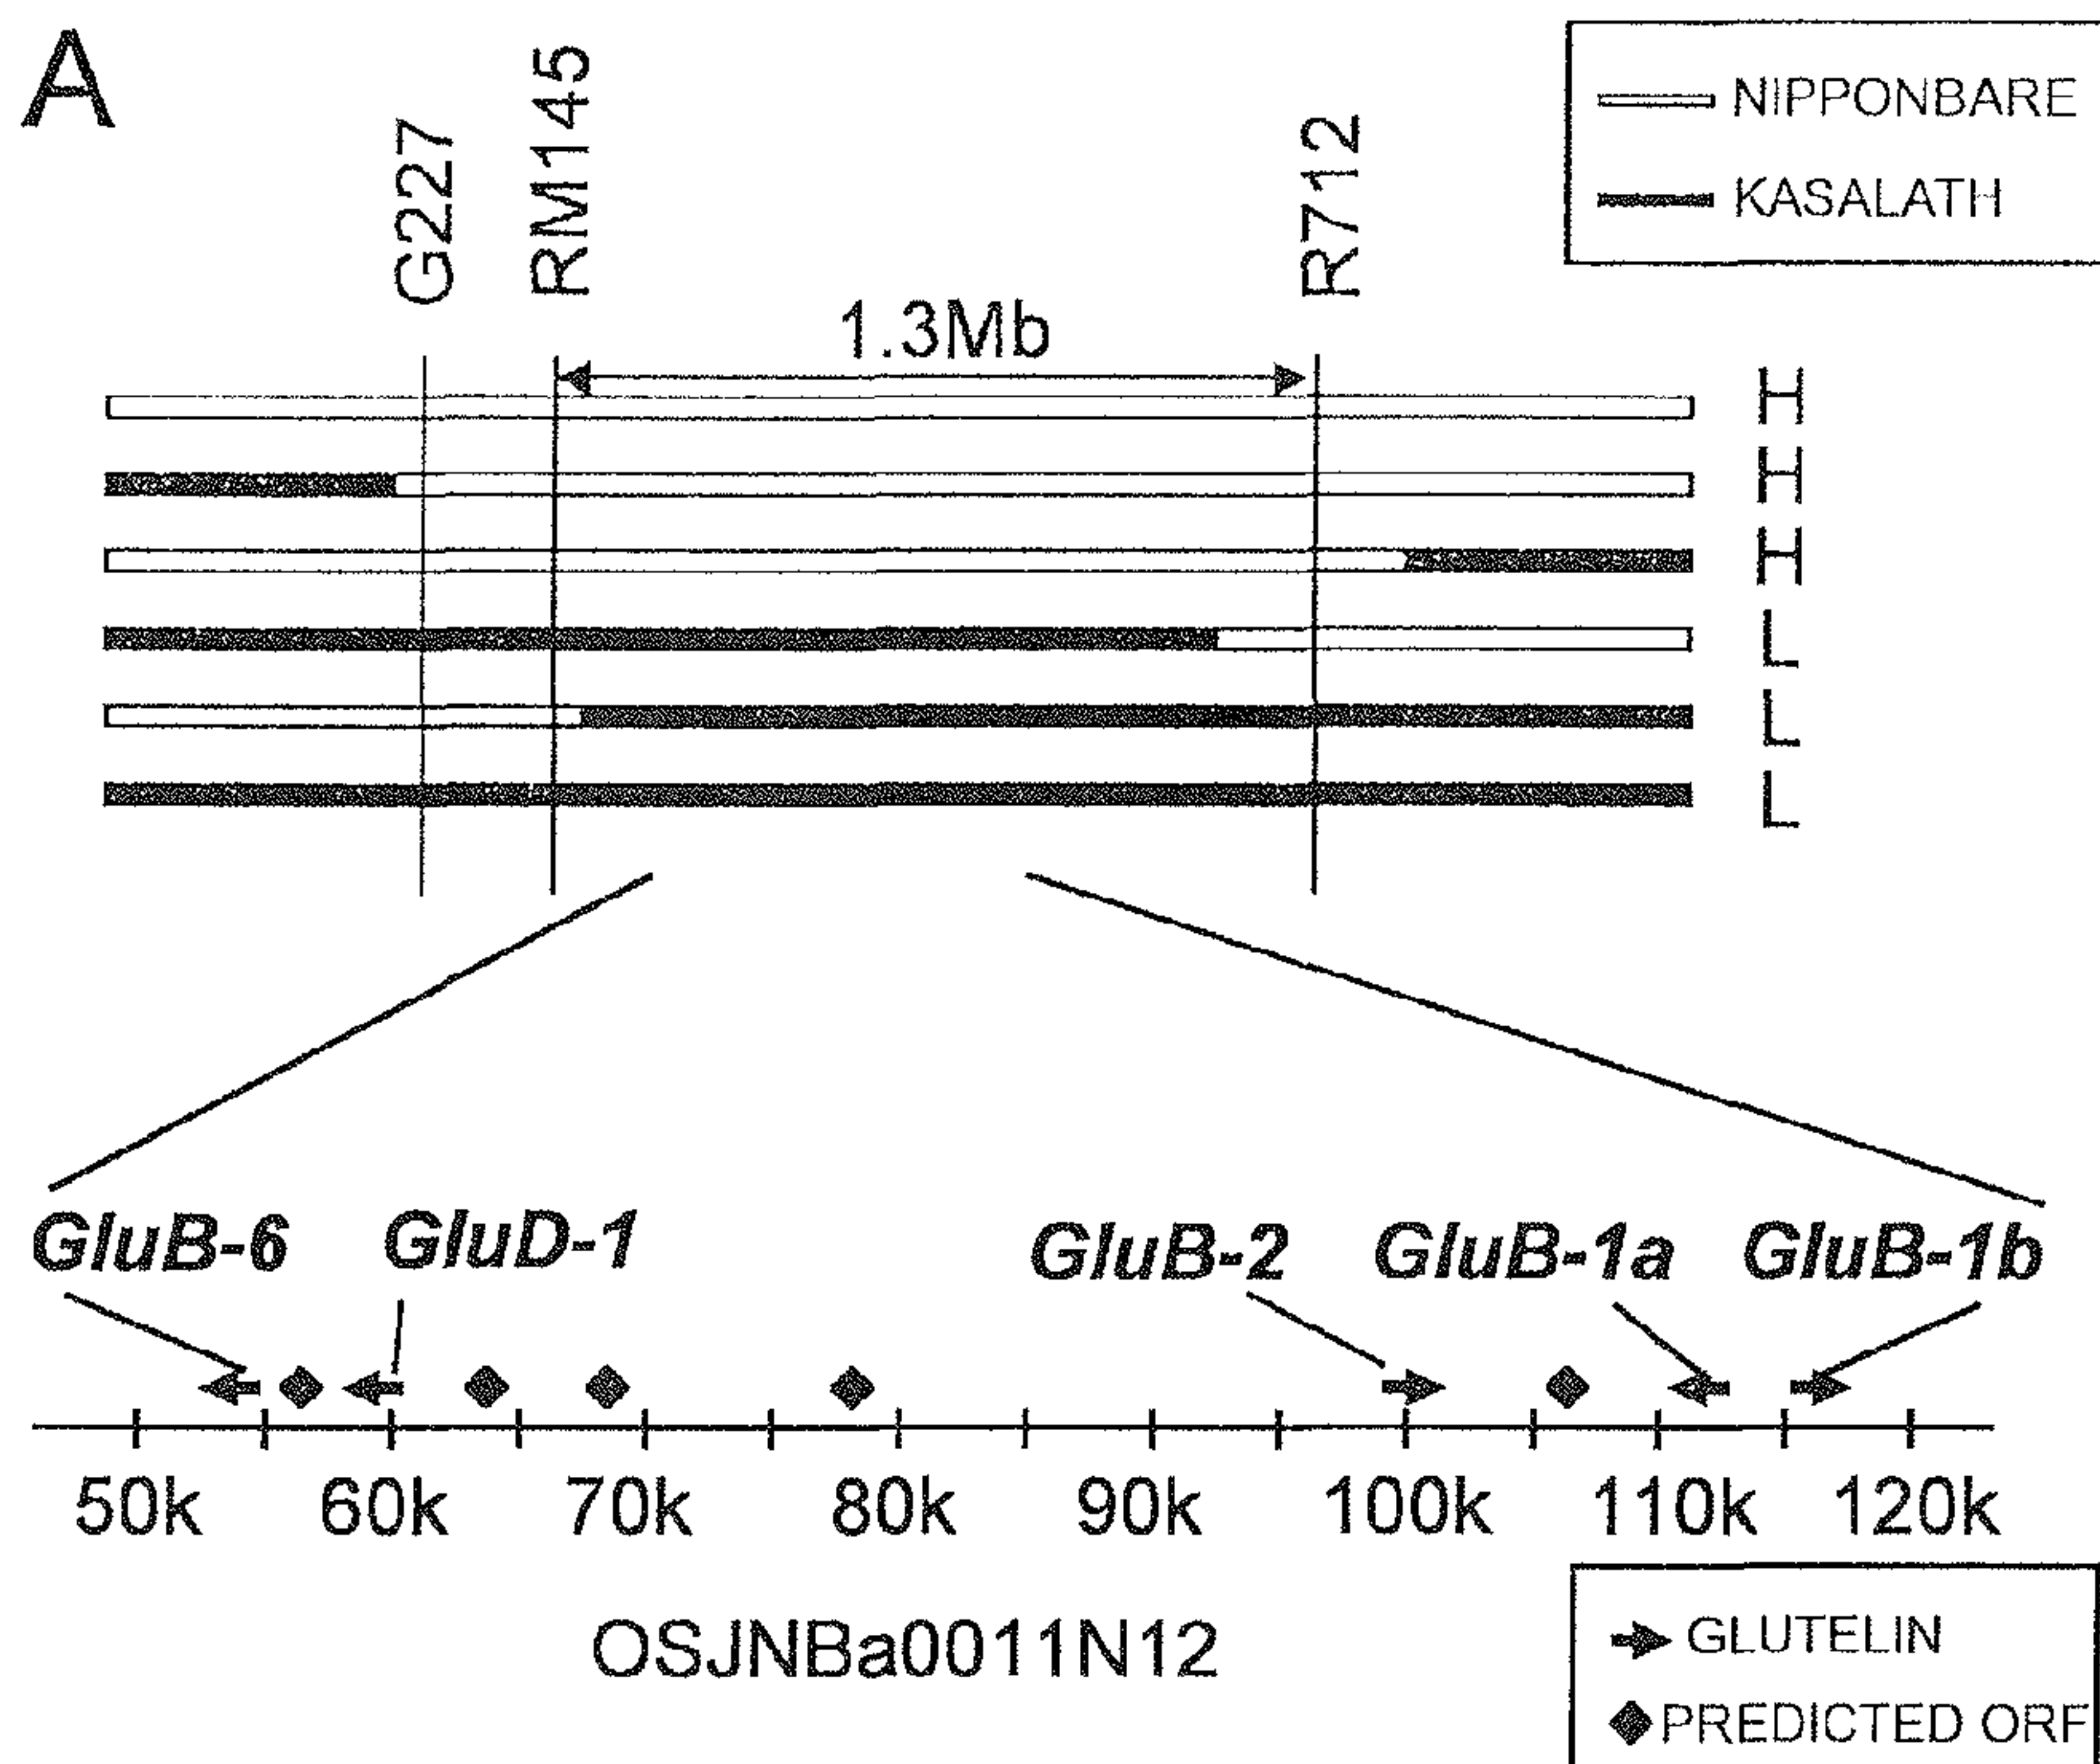 A
NIPPONBARE
KASALATH
G227
RM145
R712
1.3Mb
H
H
H
L
L
L
GluB-6
GluD-1
GluB-2
GluB-1a
GluB-1b
50k
60k
70k
80k
90k
100k
110k
120k
OSJNBa0011N12
GLUTELIN
PREDICTED ORF